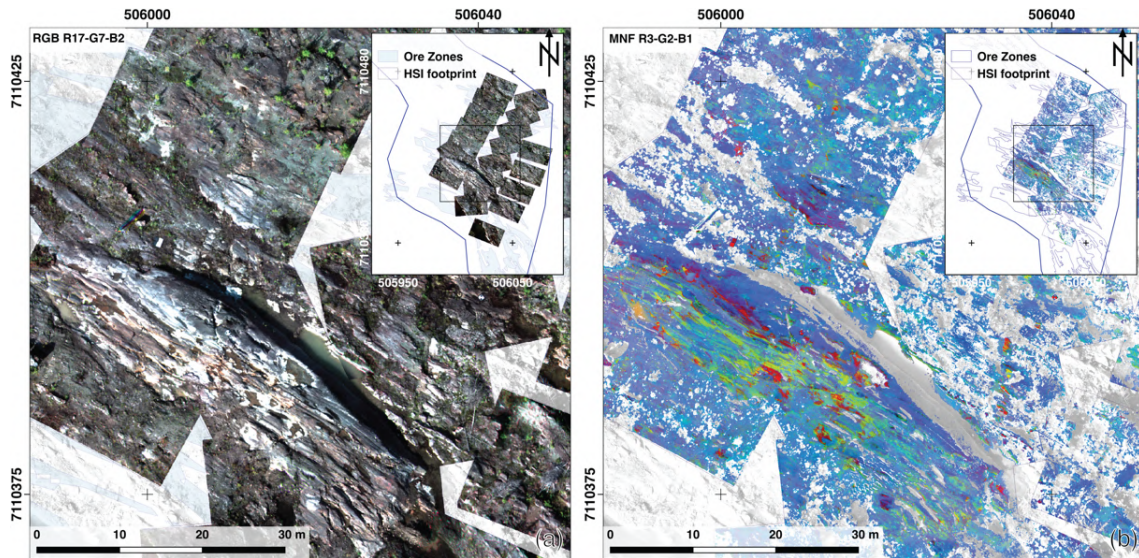 506000
506040
506000
506040
RGB R17-G7-B2
Ore Zones
HSI footprint
N
7110480
7110425
505950
506050
7110375
0 10 20 30 m
(a)
MNF R3-G2-B1
Ore Zones
HSI footprint
N
7110425
506050
7110375
0 10 20 30 m
(b)